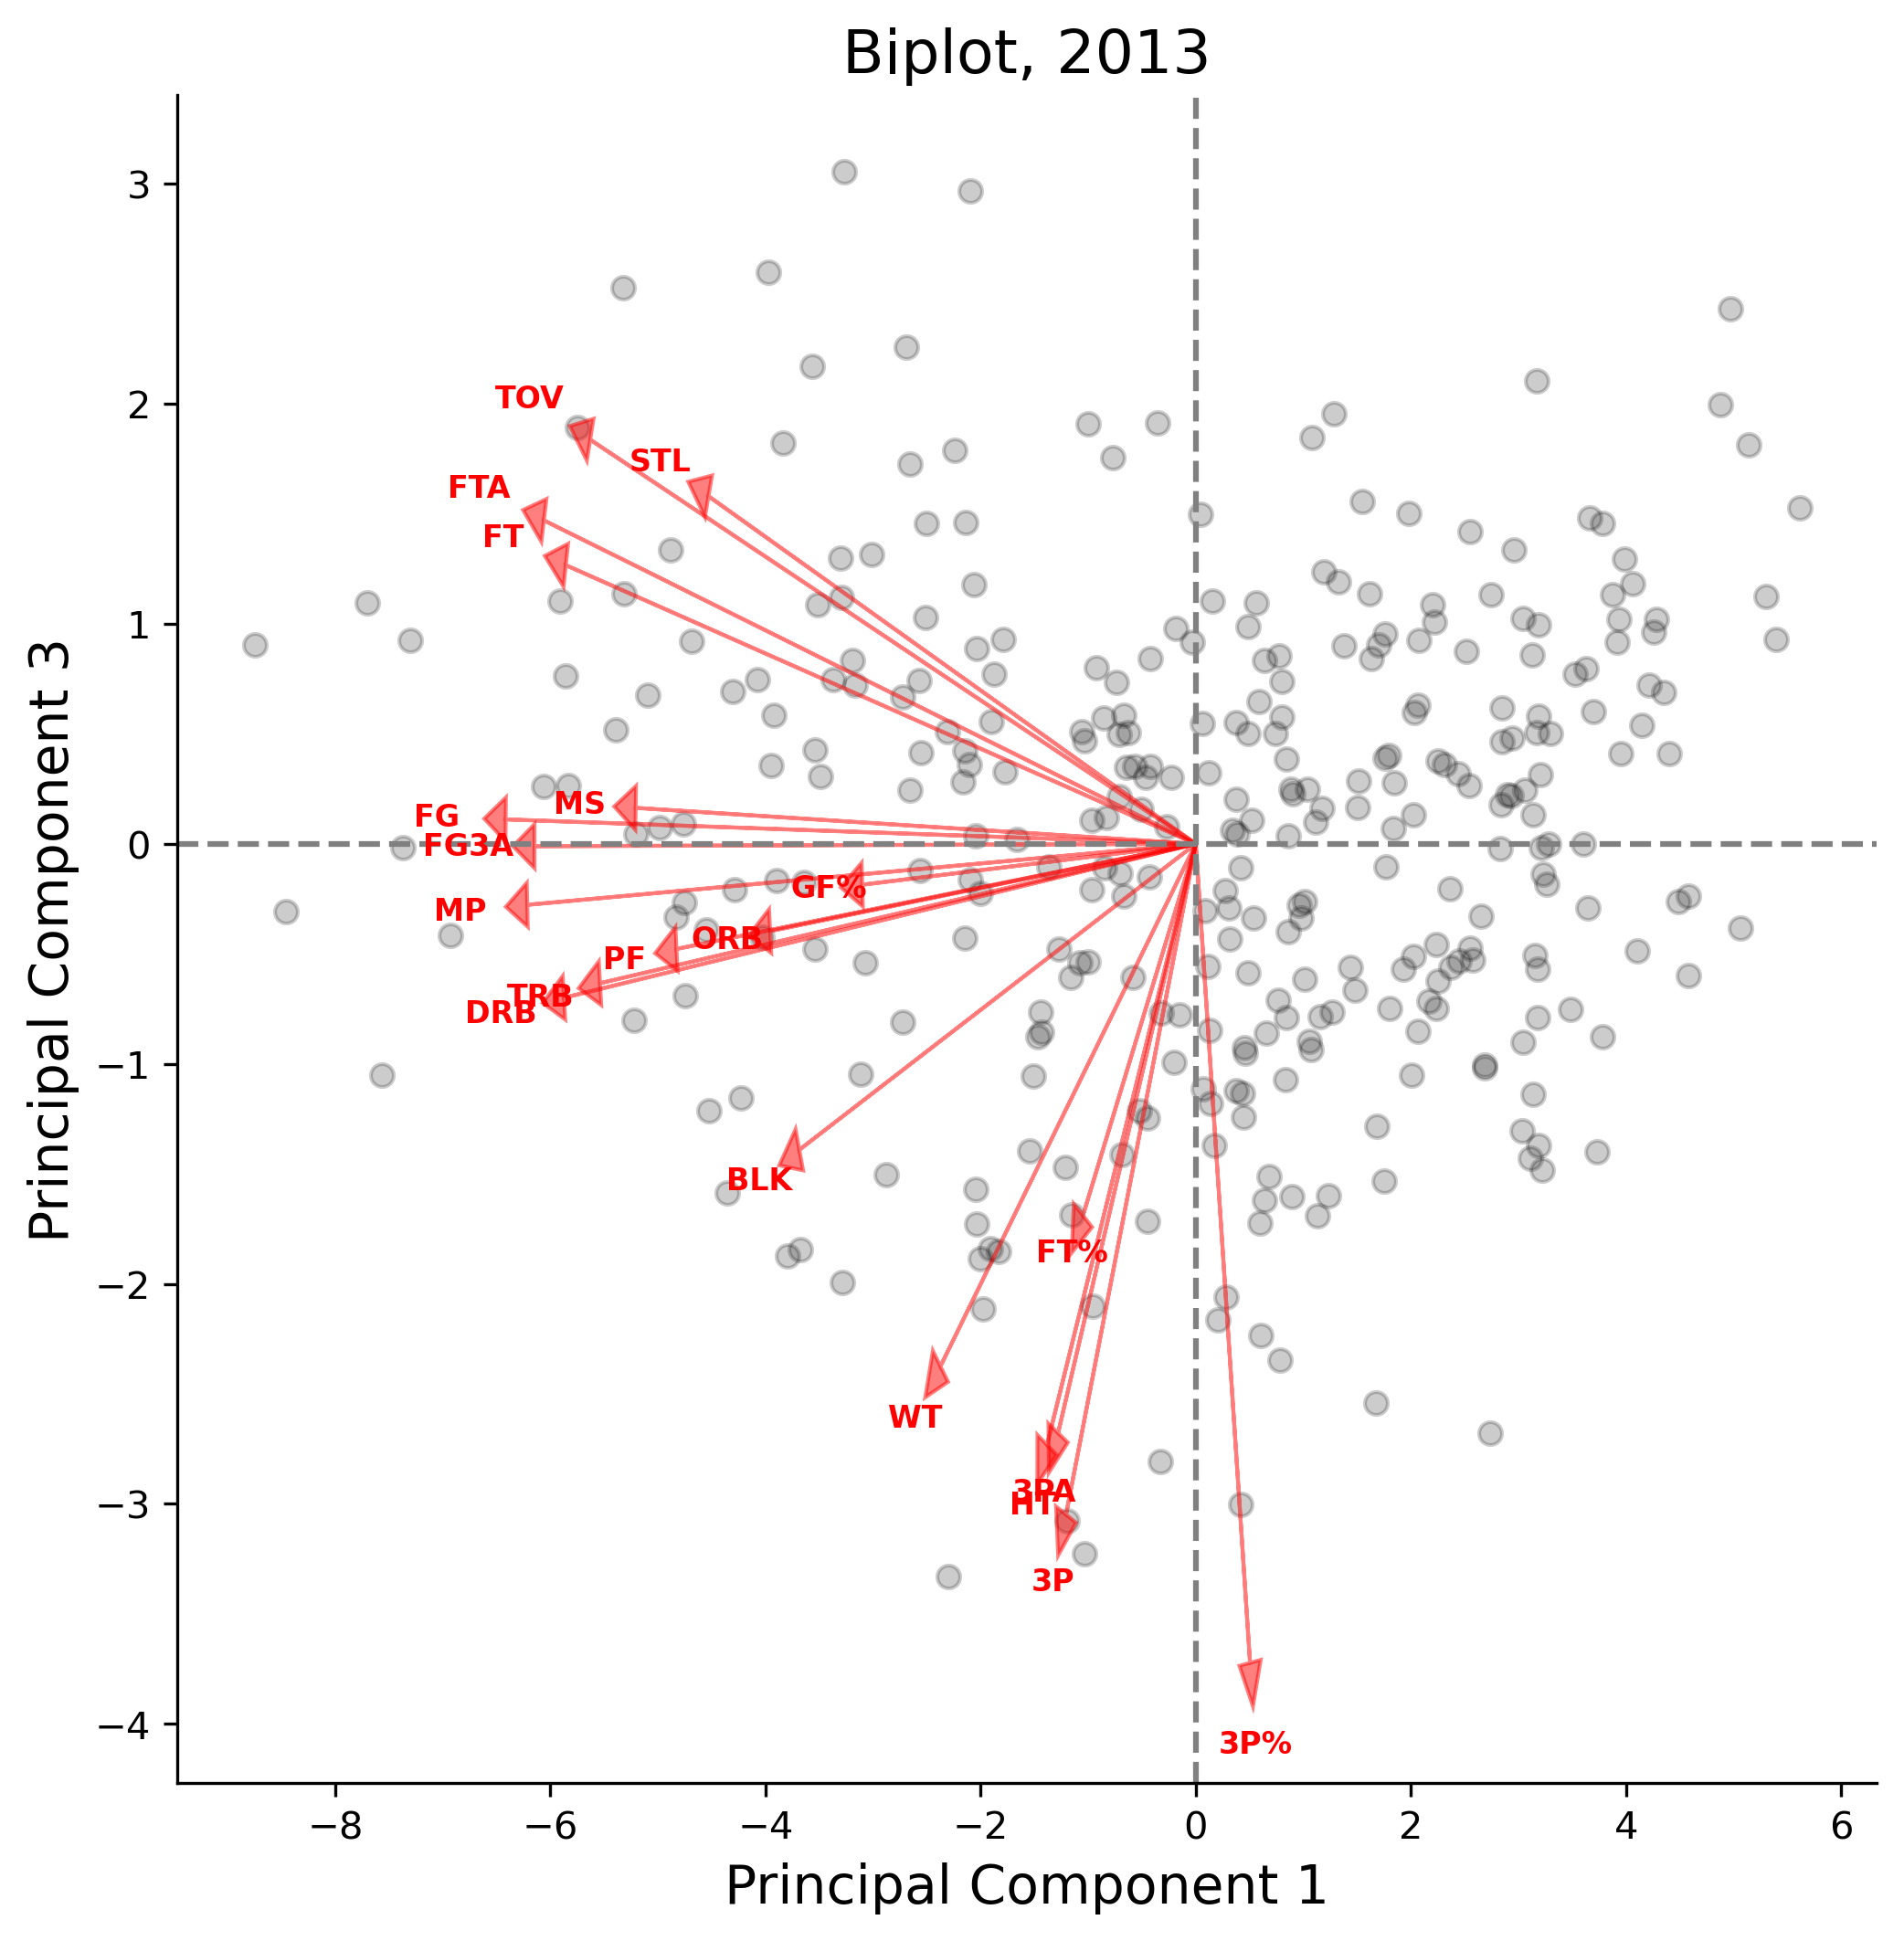 Biplot, 2013
Principal Component 3
3
2
1
0
−1
−2
−3
−4
TOV
STL
FTA
FT
MS
FG
FG3A
GF%
MP
ORB
PF
TRB
DRB
BLK
FT%
WT
3PA
HT
3P
3P%
−8
−6
−4
−2
0
2
4
6
Principal Component 1